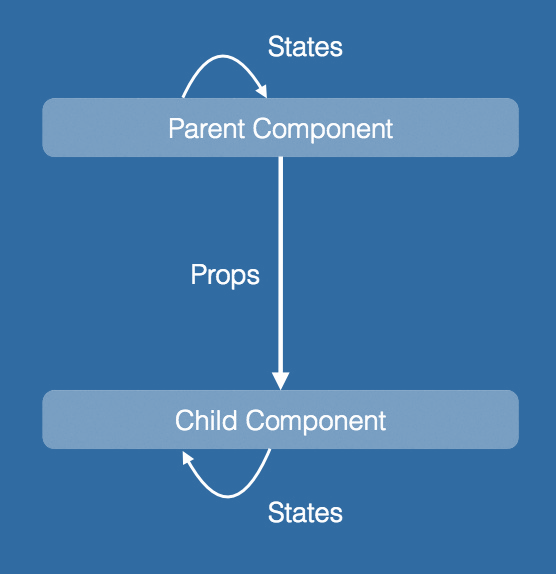 States
Parent Component
Props
Child Component
States